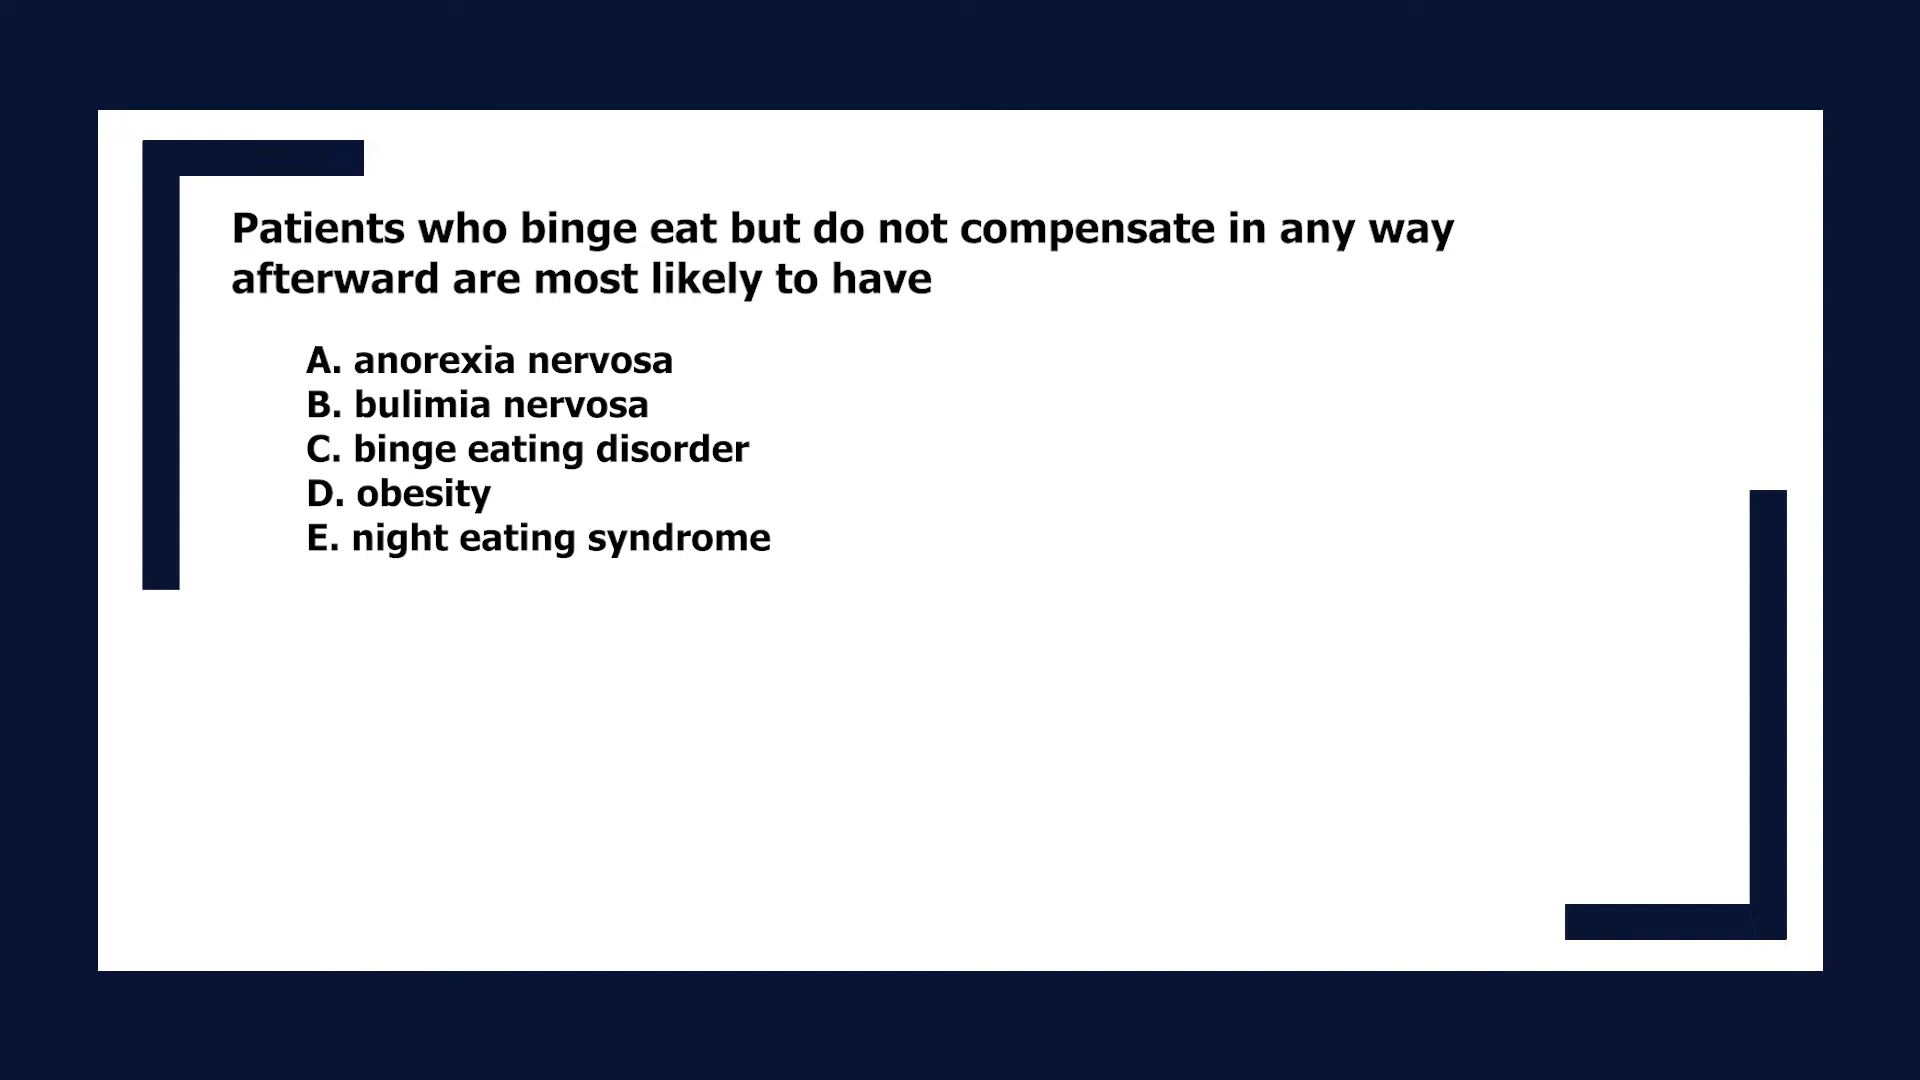 Patients who binge eat but do not compensate in any way
afterward are most likely to have
A. anorexia nervosa
B. bulimia nervosa
C. binge eating disorder
D. obesity
E. night eating syndrome